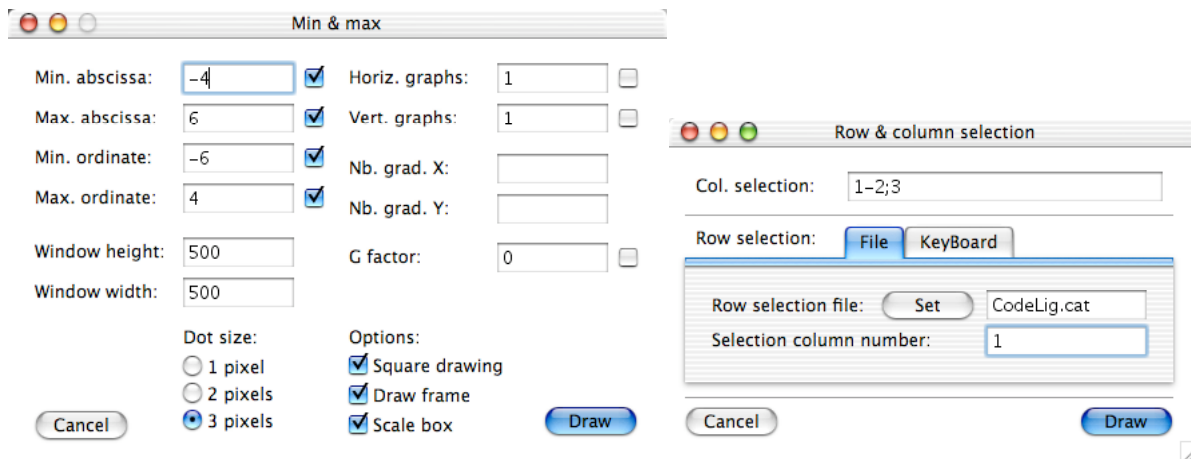 Min & max
Min. abscissa: -4
Horiz. graphs: 1
Max. abscissa: 6
Vert. graphs: 1
Min. ordinate: -6
Nb. grad. X:
Max. ordinate: 4
Nb. grad. Y:
Window height: 500
G factor: 0
Window width: 500
Dot size:
Options:
1 pixel
Square drawing
2 pixels
Draw frame
3 pixels
Scale box
Cancel
Draw
Row & column selection
Col. selection: 1-2;3
Row selection: File KeyBoard
Row selection file: Set CodeLig.cat
Selection column number: 1
Cancel
Draw